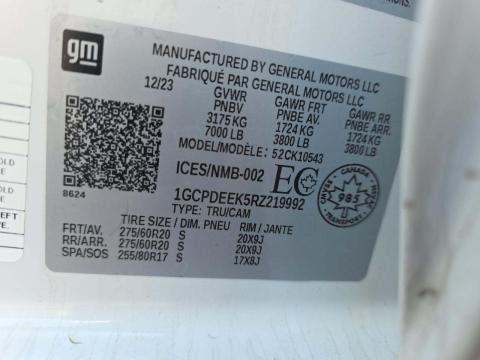 gm
MANUFACTURED BY GENERAL MOTORS LLC
FABRIQUÉ PAR GENERAL MOTORS LLC
12/23
GVWR GAWR FRT GAWR RR
PNBV PNBE AV. PNBE ARR.
3175 KG 1724 KG 1724 KG
7000 LB 3800 LB 3800 LB
MODEL/MODÈLE: 52CK10543
ICES/NMB-002 EC
8624
1GCPDEEK5RZ219992
TYPE: TRU/CAM
985
CANADA
TIRE SIZE / DIM. PNEU RIM / JANTE
FRT/AV. 275/60R20 S 20X9J
RR/ARR. 275/60R20 S 20X9J
SPA/SOS 255/80R17 S 17X8J